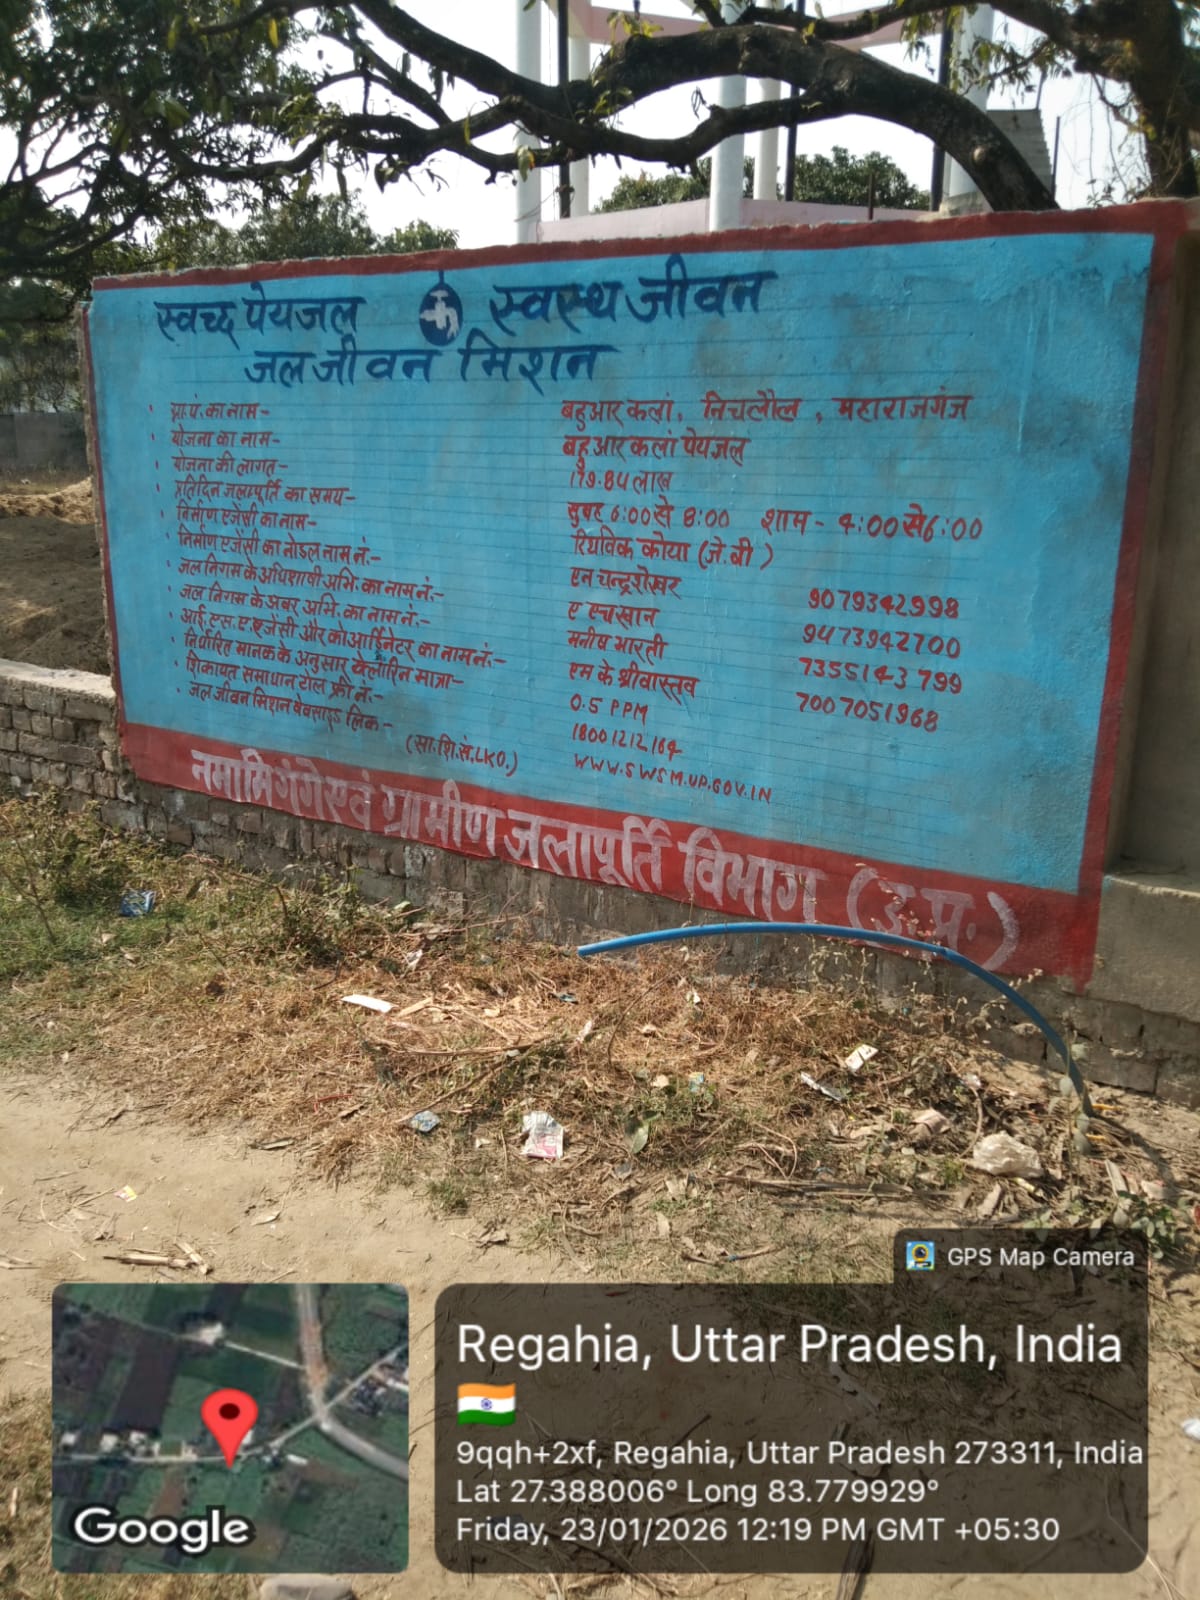 स्वच्छ पेयजल स्वस्थ जीवन
जल जीवन मिशन
• ग्रा.पं. का नाम- बहुआर कलां, निचलौल, महाराजगंज
• योजना का नाम- बहुआर कलां पेयजल
• योजना की लागत- 179.84 लाख
• प्रतिदिन जलापूर्ति का समय- सुबह 6:00 से 8:00 शाम - 4:00 से 6:00
• निर्माण एजेंसी का नाम- रियविक कोया (जे.वी)
• निर्माण एजेंसी का नोडल नाम नं:- एन चन्द्रशेखर 9079342998
• जल निगम के अधिशाषी अभि. का नाम नं:- ए एच खान 9473942700
• जल निगम के अवर अभि. का नाम नं:- मनीष भारती 7355143799
• आई.एस.ए. एजेंसी और कोआर्डिनेटर का नाम नं:- एम के श्रीवास्तव 7007051968
• निर्धारित मानक के अनुसार क्लोरिन मात्रा- 0.5 PPM
• शिकायत समाधान टोल फ्री नं:- 18001212164
• जल जीवन मिशन वेबसाइड लिंक- WWW.SWSM.UP.GOV.IN
(सा.शि.सं.LKO.)
नमामि गंगे एवं ग्रामीण जलापूर्ति विभाग (उ.प्र.)
GPS Map Camera
Regahia, Uttar Pradesh, India
9qqh+2xf, Regahia, Uttar Pradesh 273311, India
Lat 27.388006° Long 83.779929°
Friday, 23/01/2026 12:19 PM GMT +05:30
Google